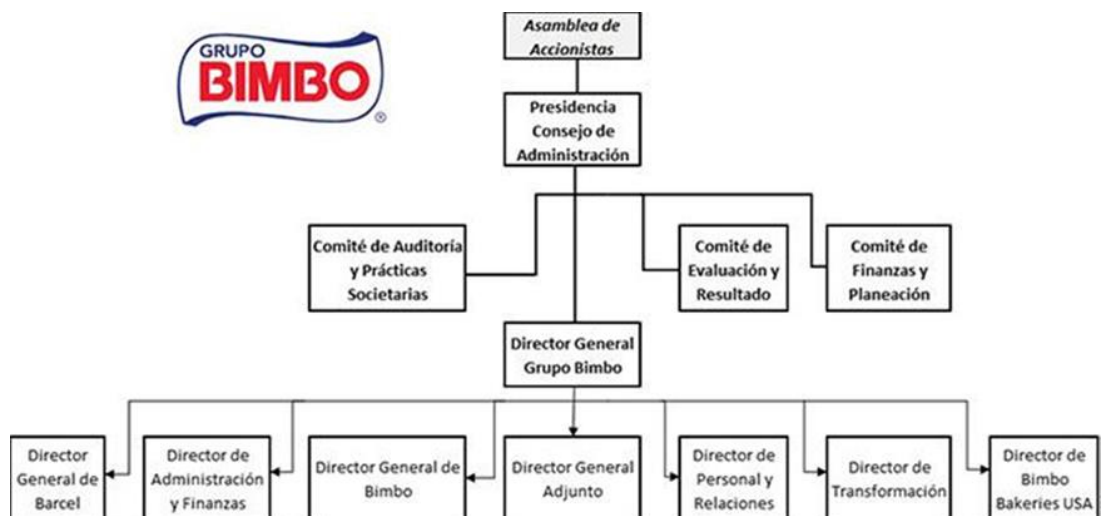 GRUPO
BIMBO
®
Asamblea de
Accionistas
Presidencia
Consejo de
Administración
Comité de Auditoría
y Prácticas
Societarias
Comité de
Evaluación y
Resultado
Comité de
Finanzas y
Planeación
Director General
Grupo Bimbo
Director
General de
Barcel
Director de
Administración
y Finanzas
Director General de
Bimbo
Director General
Adjunto
Director de
Personal y
Relaciones
Director de
Transformación
Director de
Bimbo
Bakeries USA